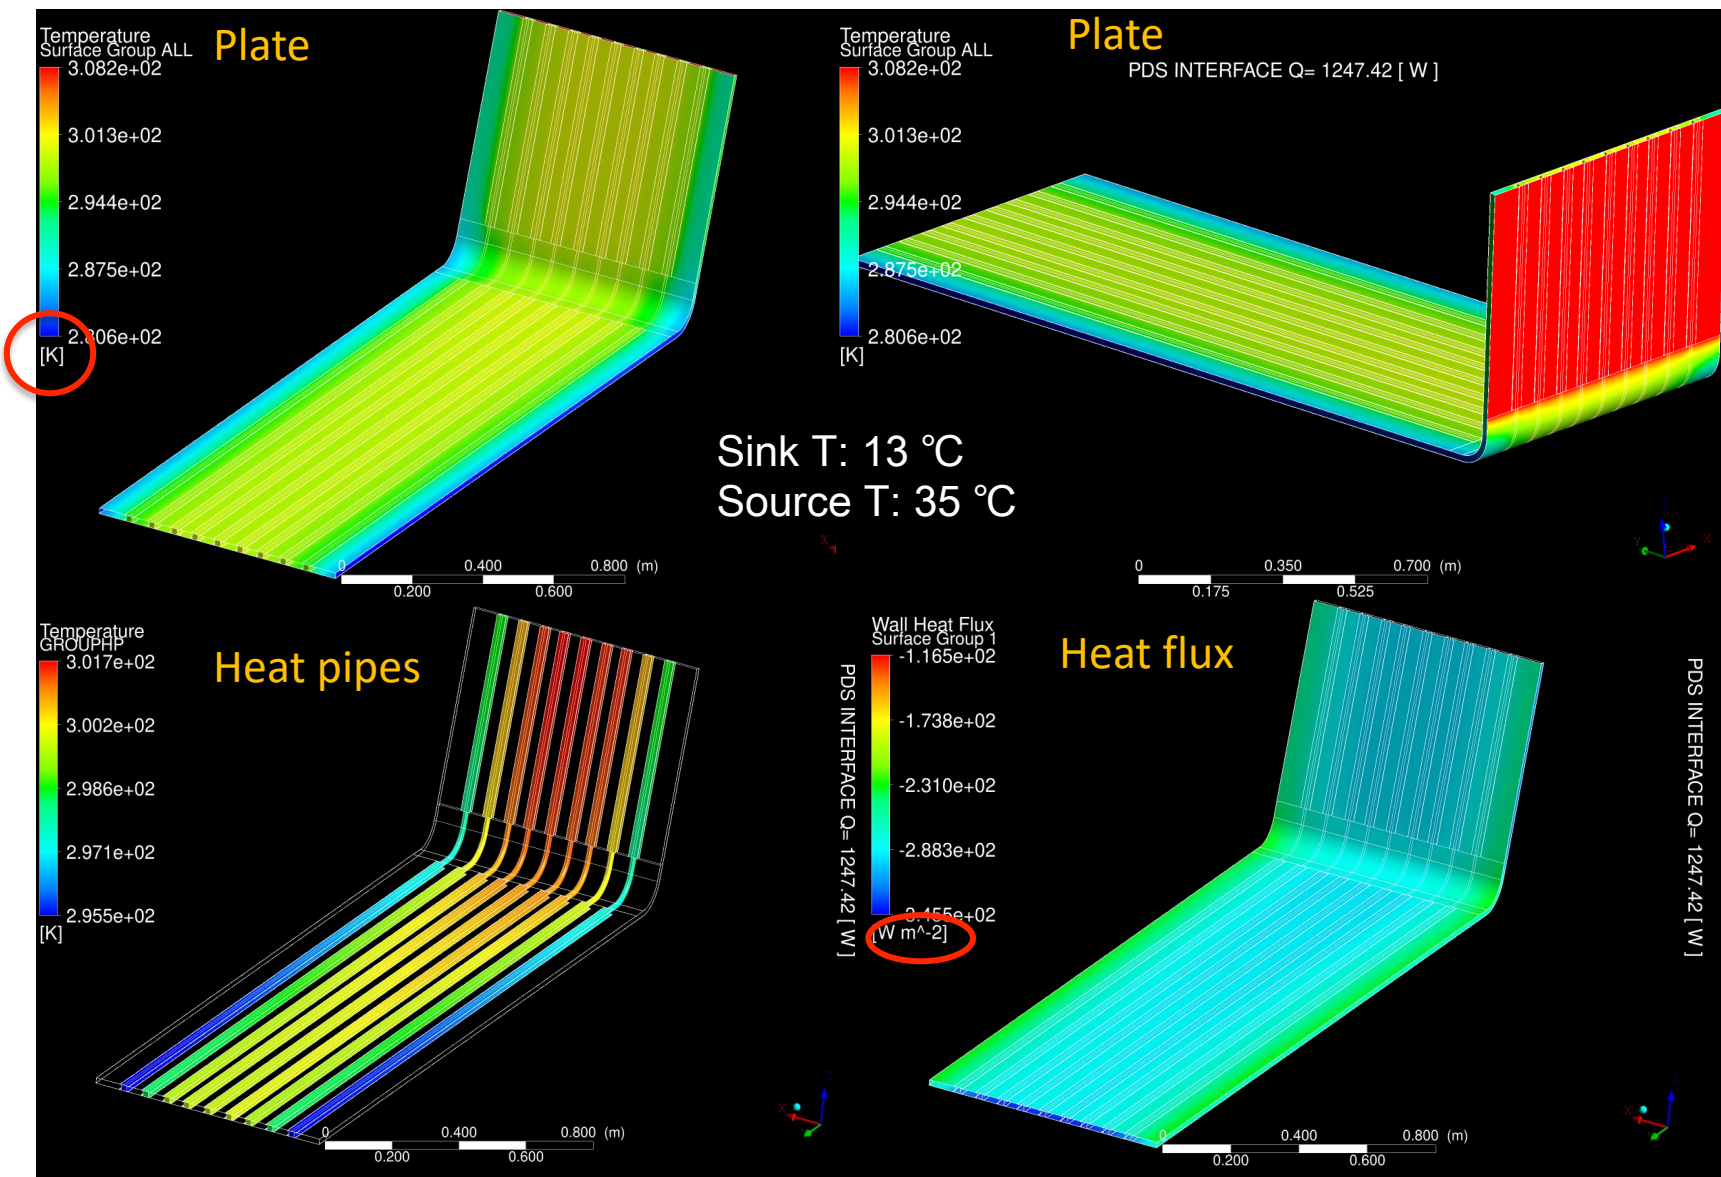 Temperature
Surface Group ALL
Plate
3.082e+02
3.013e+02
2.944e+02
2.875e+02
2.806e+02
[K]
0 0.400 0.800 (m)
0.200 0.600
X
Temperature
Surface Group ALL
Plate
PDS INTERFACE Q= 1247.42 [ W ]
3.082e+02
3.013e+02
2.944e+02
2.875e+02
2.806e+02
[K]
0 0.350 0.700 (m)
0.175 0.525
Z
Y
X
Sink T: 13 °C
Source T: 35 °C
Temperature
GROUPHP
Heat pipes
3.017e+02
3.002e+02
2.986e+02
2.971e+02
2.955e+02
[K]
PDS INTERFACE Q= 1247.42 [ W ]
0 0.400 0.800 (m)
0.200 0.600
Z
X
Y
Wall Heat Flux
Surface Group 1
Heat flux
-1.165e+02
-1.738e+02
-2.310e+02
-2.883e+02
-3.455e+02
[W m^-2]
PDS INTERFACE Q= 1247.42 [ W ]
0 0.400 0.800 (m)
0.200 0.600
Z
X
Y